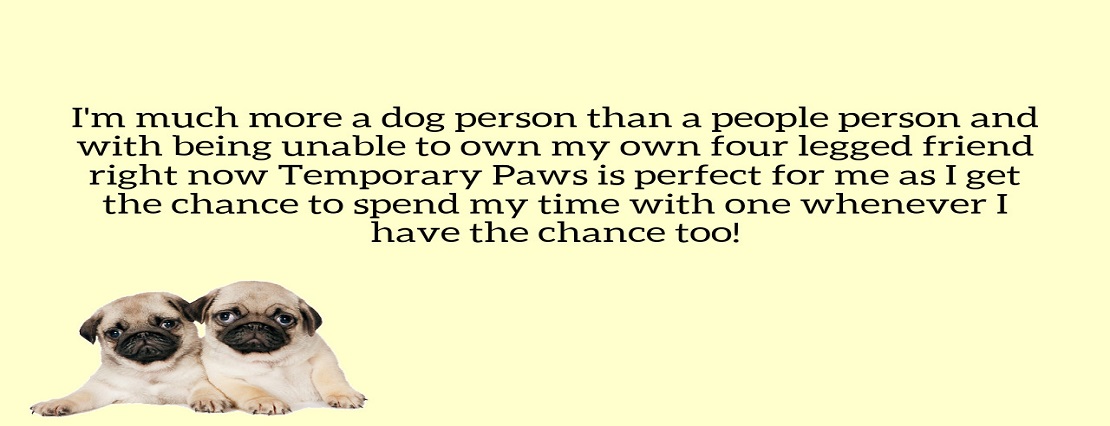 I'm much more a dog person than a people person and
with being unable to own my own four legged friend
right now Temporary Paws is perfect for me as I get
the chance to spend my time with one whenever I
have the chance too!